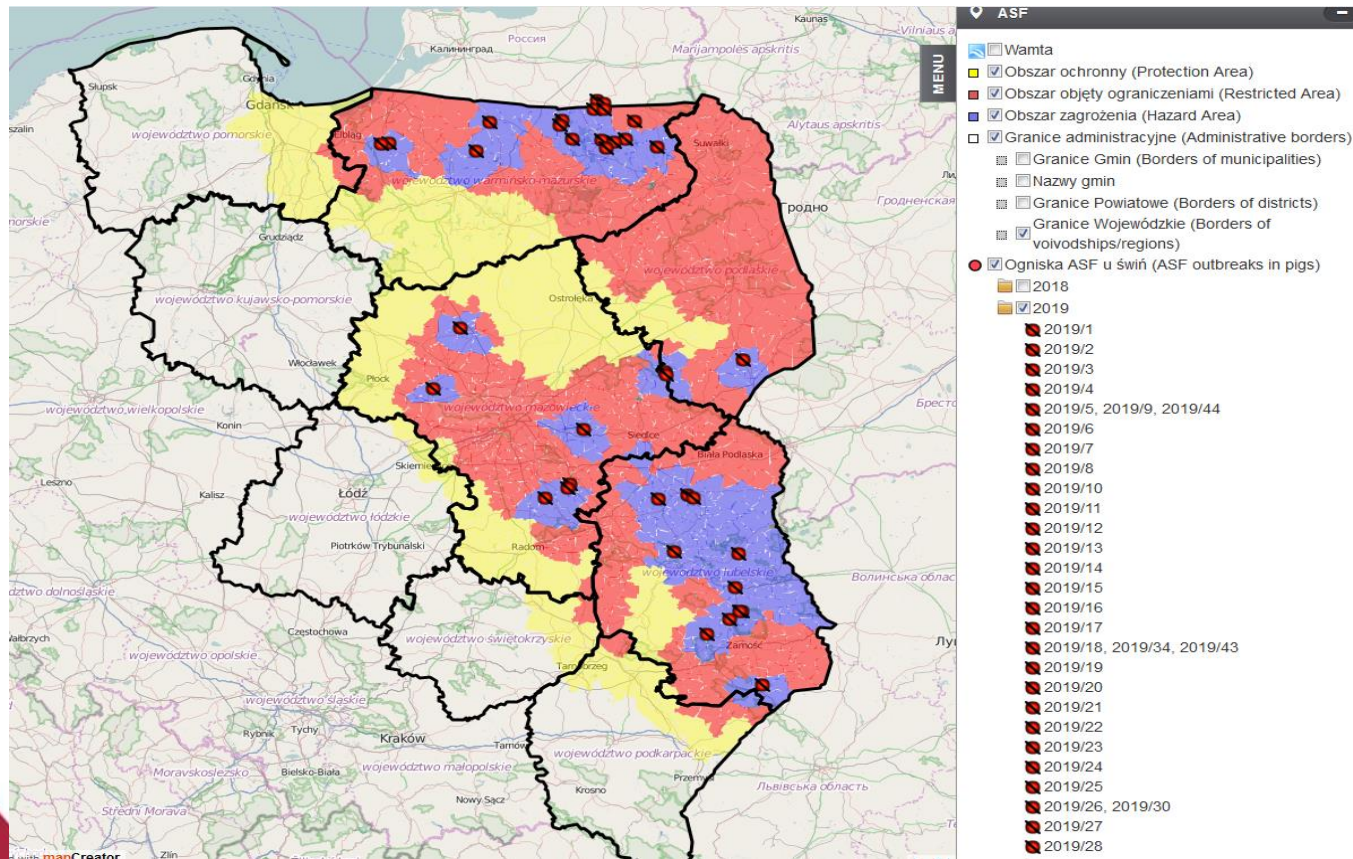 Kaunas
Vilniaus a
Россия
Калининград
Marijampolės apskritis
MENU
Słupsk
Gdynia
Gdańsk
szalin
województwo pomorskie
Elbląg
Alytaus apskritis
Suwałki
województwo warmińsko-mazurskie
Гродно
Гродненская
morskie
Grudziądz
województwo podlaskie
województwo kujawsko-pomorskie
Ostrołęka
Włocławek
Płock
województwo wielkopolskie
województwo mazowieckie
Брестс
Konin
Siedlce
Biała Podlaska
Skierniew
Leszno
Kalisz
Łódź
województwo łódzkie
Piotrków Trybunalski
Radom
województwo lubelskie
Волинська облас
dztwo dolnośląskie
Częstochowa
województwo świętokrzyskie
Zamość
Wałbrzych
województwo opolskie
Tarnobrzeg
województwo śląskie
Rybnik
Tychy
Kraków
Tarnów
województwo podkarpackie
Moravskoslezsko
Bielsko-Biała
województwo małopolskie
Krosno
Przemyśl
Львівська область
Nowy Sącz
Střední Morava
Zlín
mapCreator
ASF
Wamta
Obszar ochronny (Protection Area)
Obszar objęty ograniczeniami (Restricted Area)
Obszar zagrożenia (Hazard Area)
Granice administracyjne (Administrative borders)
Granice Gmin (Borders of municipalities)
Nazwy gmin
Granice Powiatowe (Borders of districts)
Granice Wojewódzkie (Borders of
voivodships/regions)
Ogniska ASF u świń (ASF outbreaks in pigs)
2018
2019
2019/1
2019/2
2019/3
2019/4
2019/5, 2019/9, 2019/44
2019/6
2019/7
2019/8
2019/10
2019/11
2019/12
2019/13
2019/14
2019/15
2019/16
2019/17
2019/18, 2019/34, 2019/43
2019/19
2019/20
2019/21
2019/22
2019/23
2019/24
2019/25
2019/26, 2019/30
2019/27
2019/28